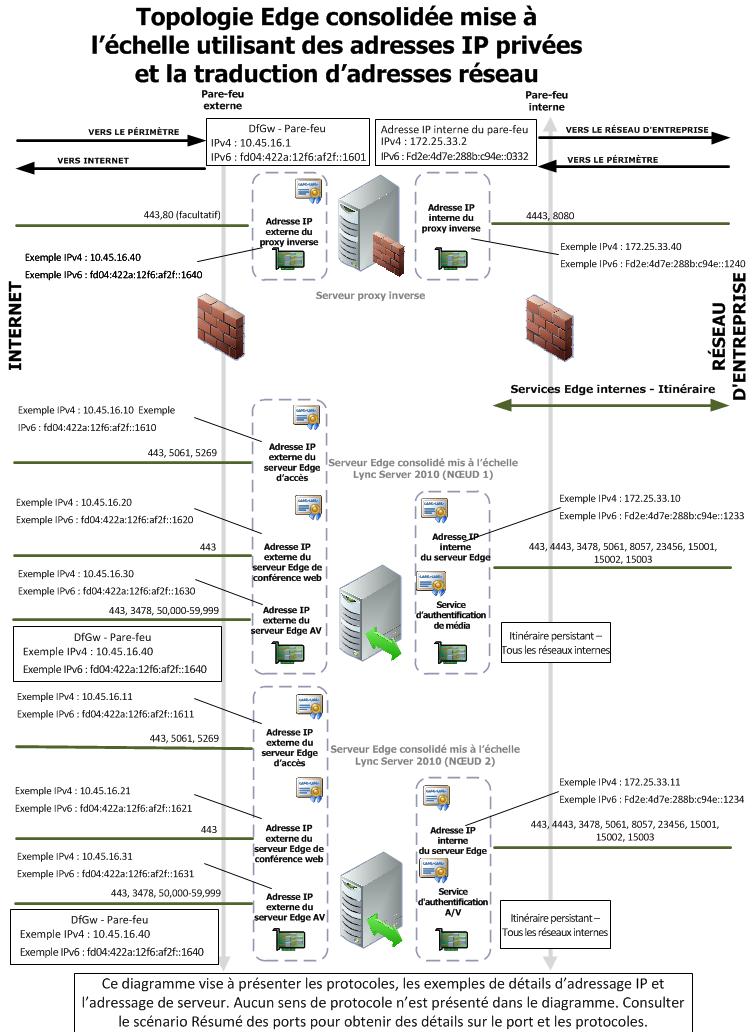 Topologie Edge consolidée mise à
l'échelle utilisant des adresses IP privées
et la traduction d'adresses réseau
Pare-feu
externe
Pare-feu
interne
VERS LE PÉRIMÈTRE
VERS INTERNET
DfGw - Pare-feu
IPv4 : 10.45.16.1
IPv6 : fd04:422a:12f6:af2f::1601
Adresse IP interne du pare-feu
IPv4 : 172.25.33.2
IPv6 : Fd2e:4d7e:288b:c94e::0332
VERS LE RÉSEAU D'ENTREPRISE
VERS LE PÉRIMÈTRE
443,80 (facultatif)
Adresse IP
externe du
proxy inverse
Adresse IP
interne du
proxy inverse
4443, 8080
Exemple IPv4 : 10.45.16.40
Exemple IPv6 : fd04:422a:12f6:af2f::1640
Exemple IPv4 : 172.25.33.40
Exemple IPv6 : Fd2e:4d7e:288b:c94e::1240
Serveur proxy inverse
INTERNET
RÉSEAU
D'ENTREPRISE
Services Edge internes - Itinéraire
Exemple IPv4 : 10.45.16.10 Exemple
IPv6 : fd04:422a:12f6:af2f::1610
443, 5061, 5269
Adresse IP
externe du
serveur Edge
d'accès
Serveur Edge consolidé mis à l'échelle
Lync Server 2010 (NŒUD 1)
Exemple IPv4 : 10.45.16.20
Exemple IPv6 : fd04:422a:12f6:af2f::1620
443
Adresse IP
externe du
serveur Edge de
conférence web
Exemple IPv4 : 172.25.33.10
Exemple IPv6 : Fd2e:4d7e:288b:c94e::1233
Adresse IP
interne
du serveur Edge
443, 4443, 3478, 5061, 8057, 23456, 15001,
15002, 15003
Exemple IPv4 : 10.45.16.30
Exemple IPv6 : fd04:422a:12f6:af2f::1630
443, 3478, 50,000-59,999
Adresse IP
externe du
serveur Edge AV
Service
d'authentification
de média
DfGw - Pare-feu
Exemple IPv4 : 10.45.16.40
Exemple IPv6 : fd04:422a:12f6:af2f::1640
Itinéraire persistant –
Tous les réseaux internes
Exemple IPv4 : 10.45.16.11
Exemple IPv6 : fd04:422a:12f6:af2f::1611
443, 5061, 5269
Adresse IP
externe du
serveur Edge
d'accès
Serveur Edge consolidé mis à l'échelle
Lync Server 2010 (NŒUD 2)
Exemple IPv4 : 10.45.16.21
Exemple IPv6 : fd04:422a:12f6:af2f::1621
443
Adresse IP
externe du
serveur Edge de
conférence web
Exemple IPv4 : 172.25.33.11
Exemple IPv6 : Fd2e:4d7e:288b:c94e::1234
Adresse IP
interne
du serveur Edge
443, 4443, 3478, 5061, 8057, 23456, 15001,
15002, 15003
Exemple IPv4 : 10.45.16.31
Exemple IPv6 : fd04:422a:12f6:af2f::1631
443, 3478, 50,000-59,999
Adresse IP
externe du
serveur Edge AV
Service
d'authentification
A/V
DfGw - Pare-feu
Exemple IPv4 : 10.45.16.40
Exemple IPv6 : fd04:422a:12f6:af2f::1640
Itinéraire persistant –
Tous les réseaux internes
Ce diagramme vise à présenter les protocoles, les exemples de détails d'adressage IP et
l'adressage de serveur. Aucun sens de protocole n'est présenté dans le diagramme. Consulter
le scénario Résumé des ports pour obtenir des détails sur le port et les protocoles.